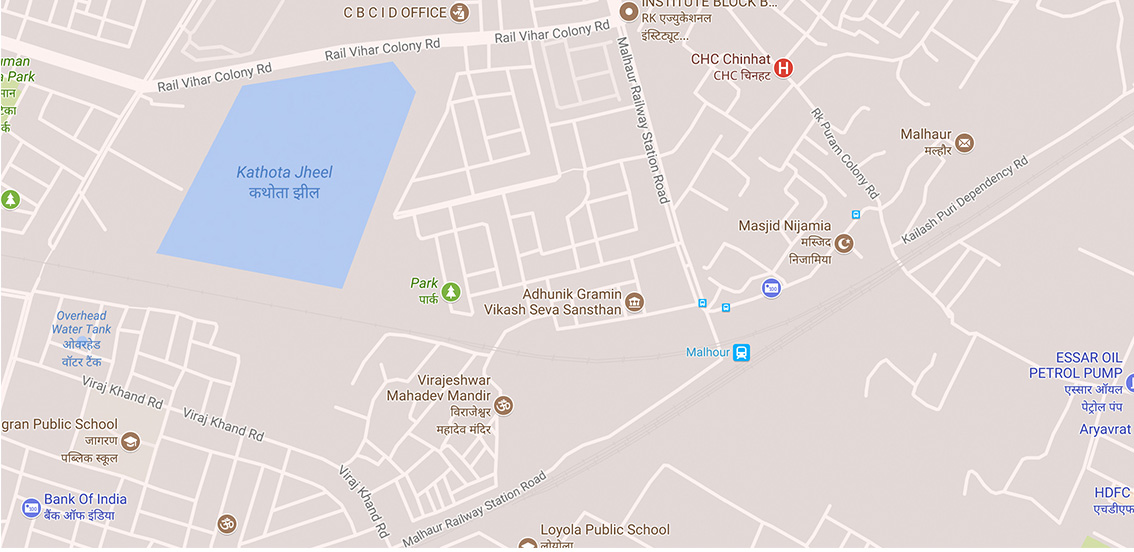 C B C I D OFFICE
INSTITUTE BLOCK B...
RK एज्युकेशनल
इंस्टिट्यूट...
Rail Vihar Colony Rd
Rail Vihar Colony Rd
Rail Vihar Colony Rd
Malhaur Railway Station Road
CHC Chinhat
CHC चिनहट
Rk Puram Colony Rd
Malhaur
मल्हौर
Kailash Puri Dependency Rd
Kathota Jheel
कथोता झील
Masjid Nijamia
मस्जिद
निजामिया
Park
पार्क
Adhunik Gramin
Vikash Seva Sansthan
Overhead
Water Tank
ओवरहेड
वॉटर टैंक
Malhour
ESSAR OIL
PETROL PUMP
एस्सार ऑयल
पेट्रोल पंप
Virajeshwar
Mahadev Mandir
विराजेश्वर
महादेव मंदिर
Viraj Khand Rd
Viraj Khand Rd
Viraj Khand Rd
gran Public School
जागरण
पब्लिक स्कूल
Aryavrat
Bank Of India
बैंक ऑफ इंडिया
Malhaur Railway Station Road
HDFC
एचडीएफ
Loyola Public School
लोयोला